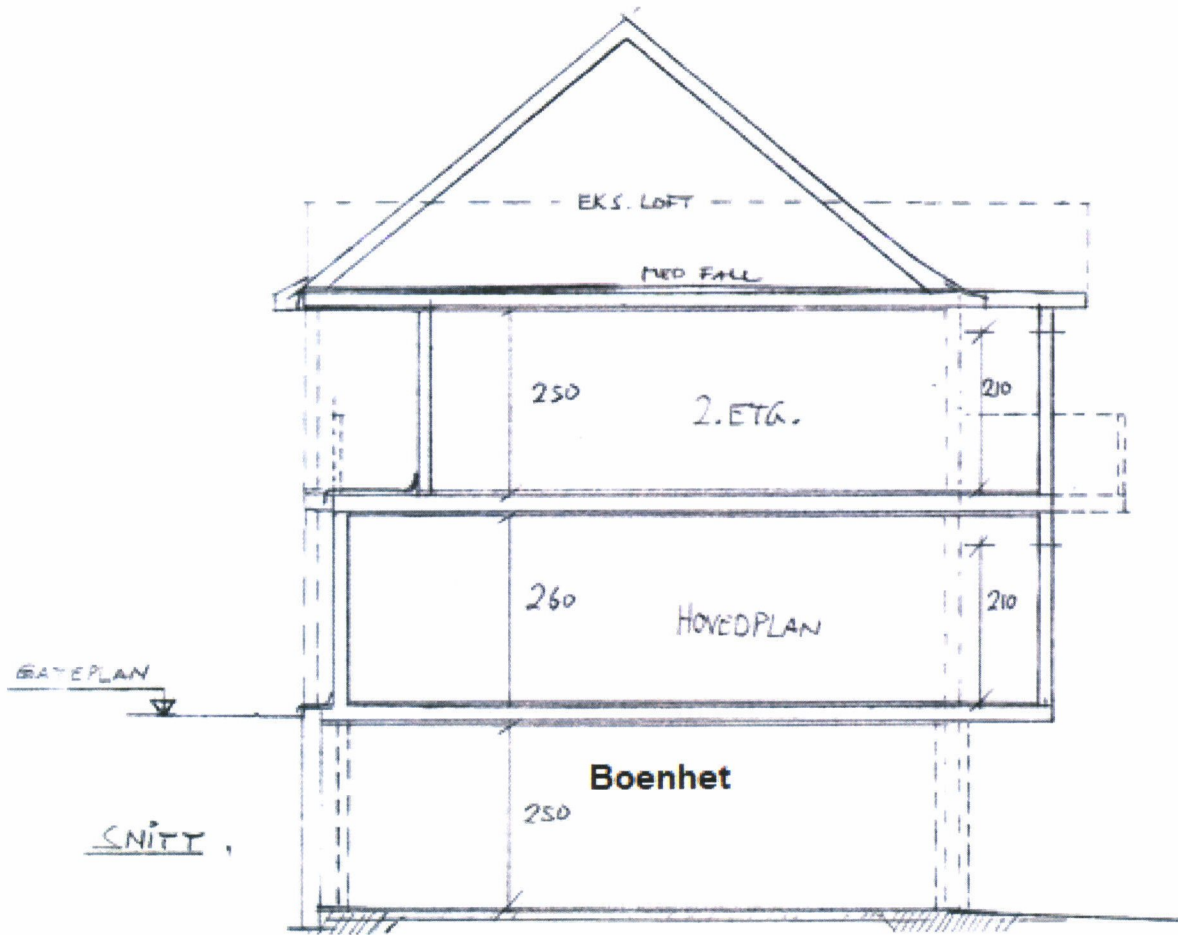 EKS. LOFT
MED FALL
250
2. ETG.
210
260
HOVEDPLAN
210
GATEPLAN
Boenhet
250
SNITT.